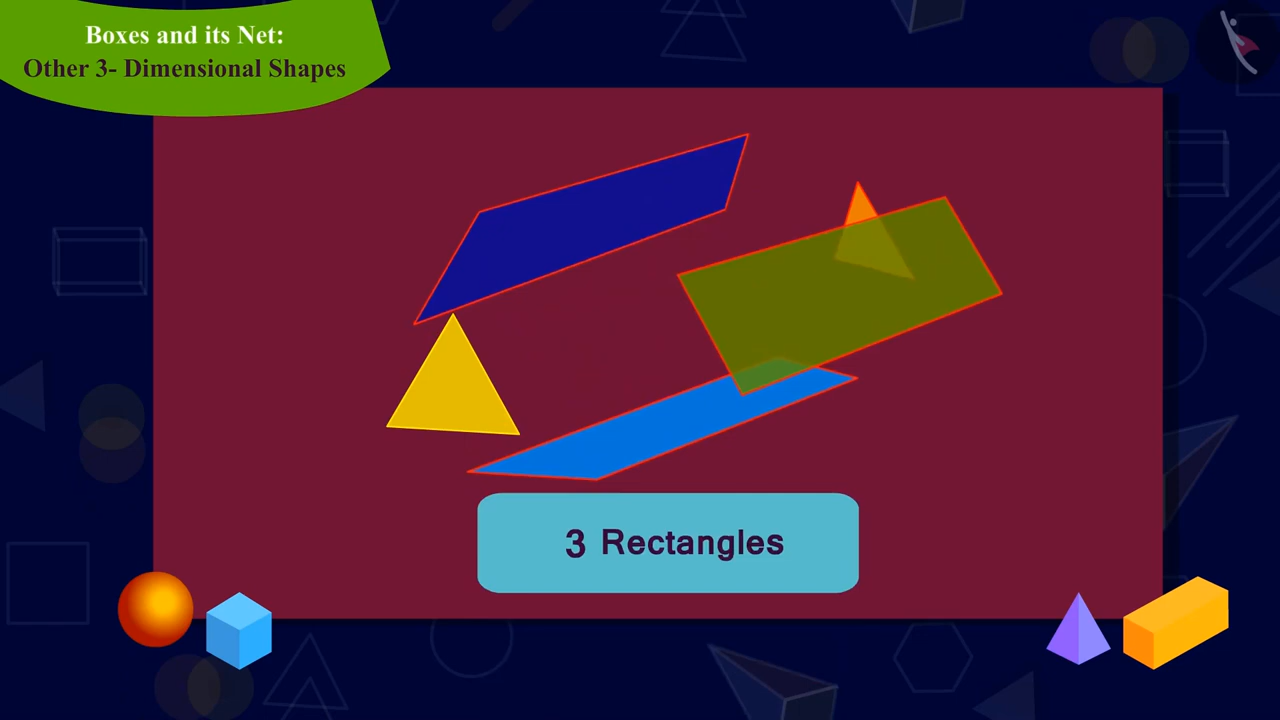 Boxes and its Net:
Other 3- Dimensional Shapes
3 Rectangles